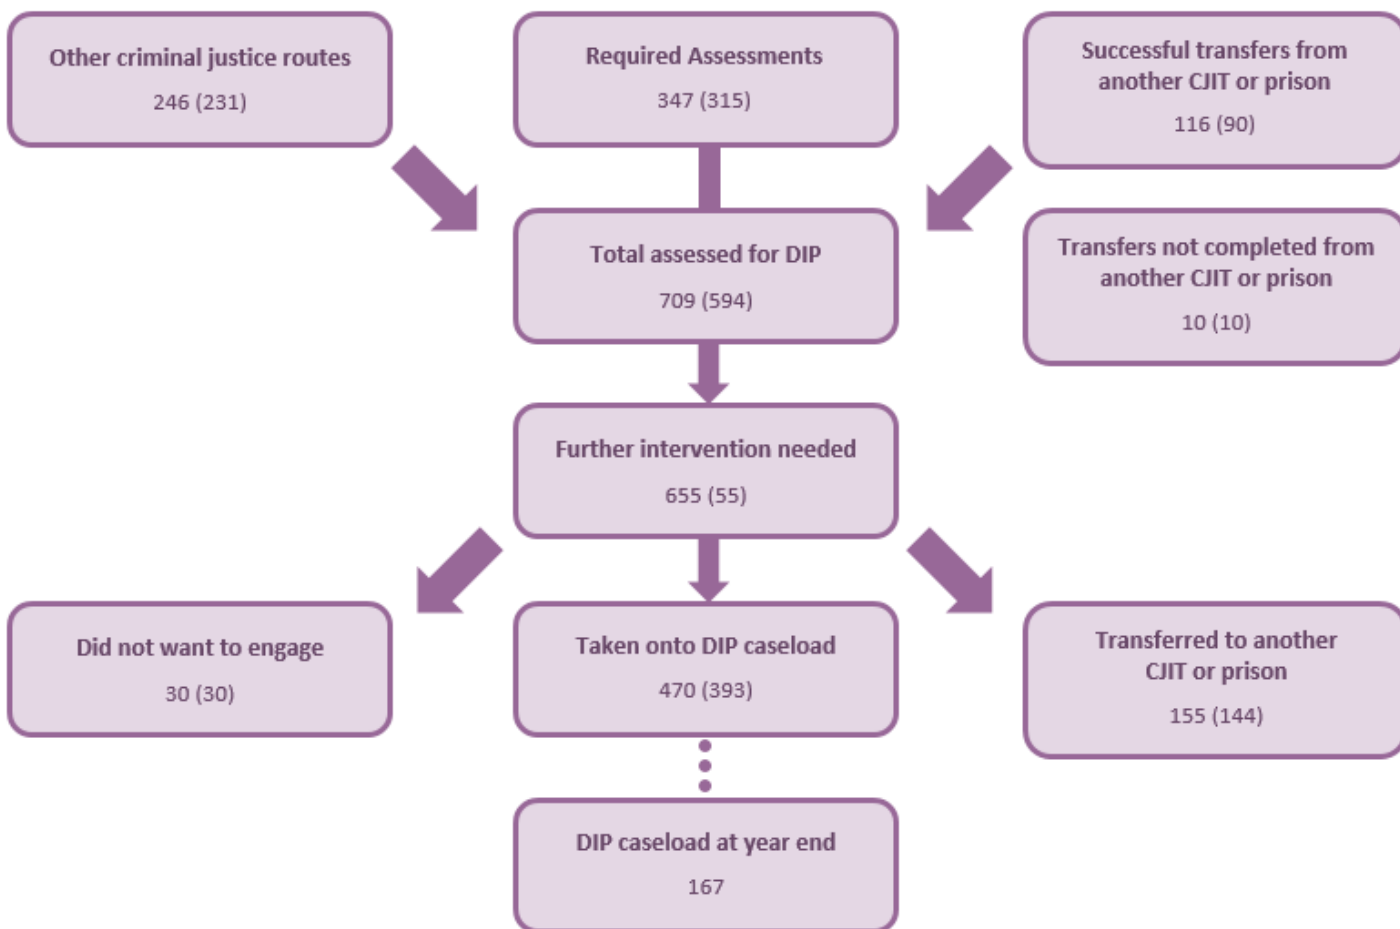 Other criminal justice routes
246 (231)
Required Assessments
347 (315)
Successful transfers from
another CJIT or prison
116 (90)
Total assessed for DIP
709 (594)
Transfers not completed from
another CJIT or prison
10 (10)
Further intervention needed
655 (55)
Did not want to engage
30 (30)
Taken onto DIP caseload
470 (393)
Transferred to another
CJIT or prison
155 (144)
DIP caseload at year end
167